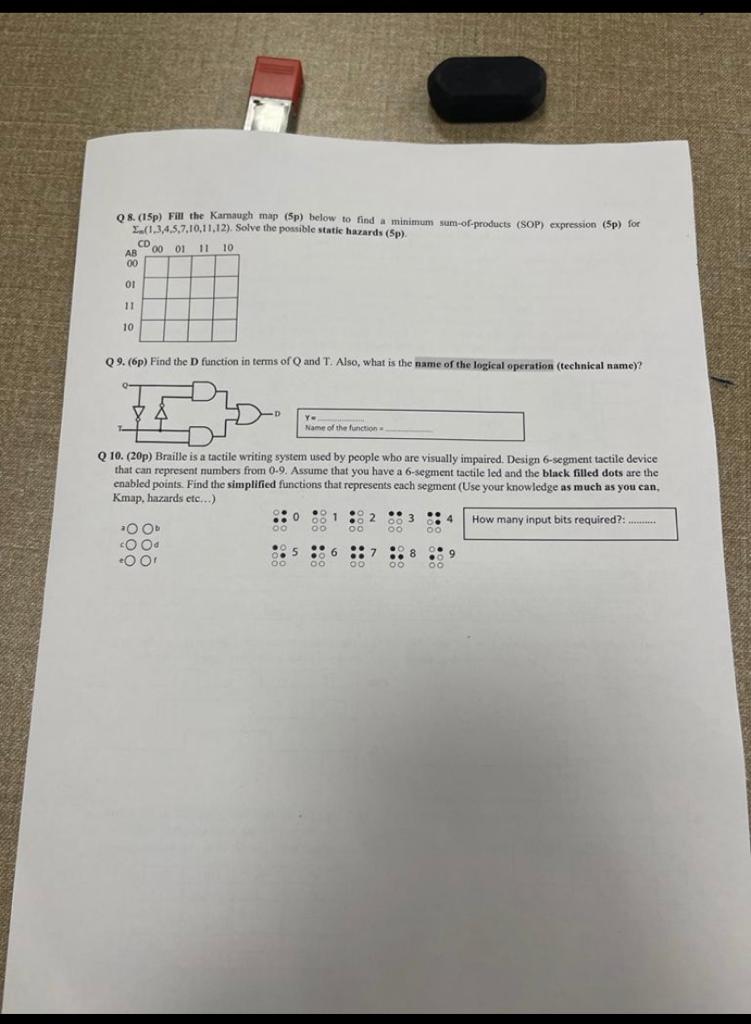 Q 8. (15p) Fill the Karnaugh map (5p) below to find a minimum sum-of-products (SOP) expression (5p) for
Σm(1,3,4,5,7,10,11,12). Solve the possible static hazards (5p).
CD 00 01 11 10
AB
00
01
11
10
Q 9. (6p) Find the D function in terms of Q and T. Also, what is the name of the logical operation (technical name)?
Q
D
T
Y= ....................
Name of the function = ....................
Q 10. (20p) Braille is a tactile writing system used by people who are visually impaired. Design 6-segment tactile device
that can represent numbers from 0-9. Assume that you have a 6-segment tactile led and the black filled dots are the
enabled points. Find the simplified functions that represents each segment (Use your knowledge as much as you can,
Kmap, hazards etc...)
0 1 2 3 4 How many input bits required?: ..........
a b
c d
5 6 7 8 9
e f